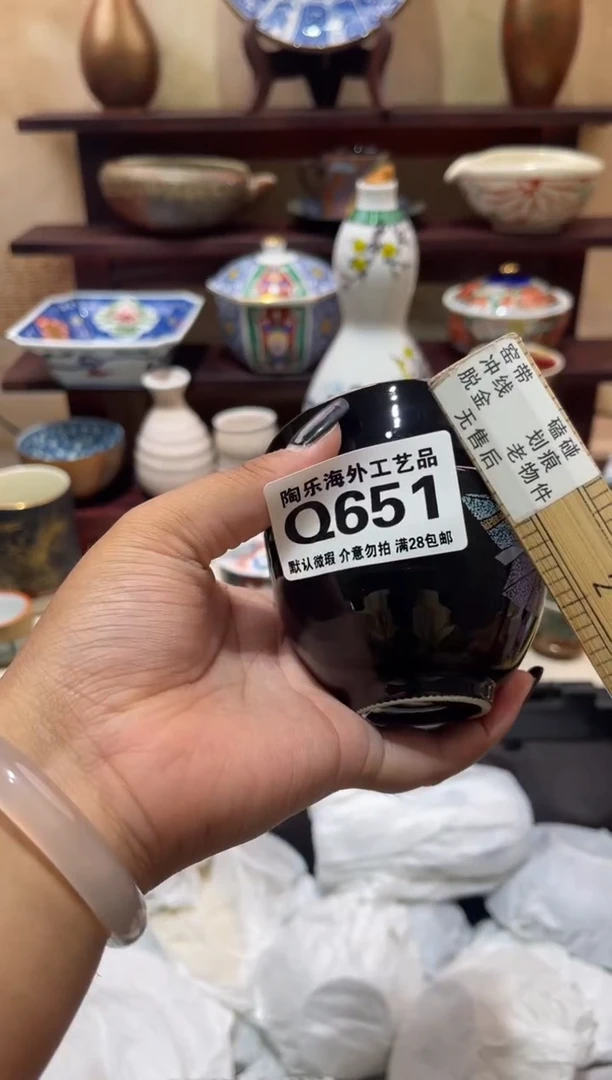 陶乐海外工艺品
Q651
默认微瑕 介意勿拍 满28包邮
窑带 磕碰
冲线 划痕
脱金 老物件
无售后